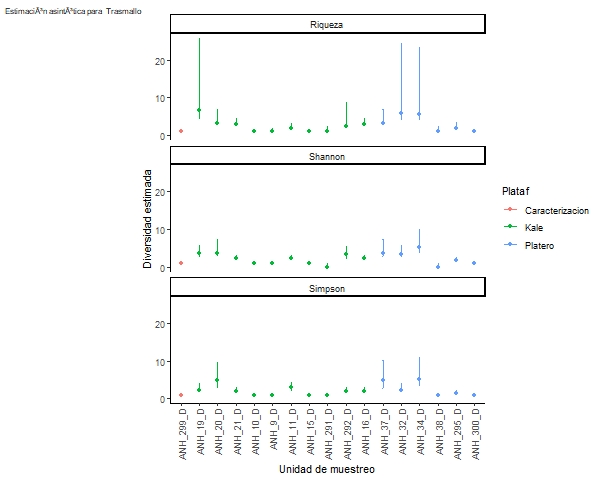 EstimaciÃ³n asintÃ³tica para Trasmallo
Riqueza
20
10
0
Shannon
20
10
0
Simpson
20
10
0
Diversidad estimada
ANH_299_D
ANH_19_D
ANH_20_D
ANH_21_D
ANH_10_D
ANH_9_D
ANH_11_D
ANH_15_D
ANH_291_D
ANH_292_D
ANH_16_D
ANH_37_D
ANH_32_D
ANH_34_D
ANH_38_D
ANH_295_D
ANH_300_D
Unidad de muestreo
Plataf
Caracterizacion
Kale
Platero